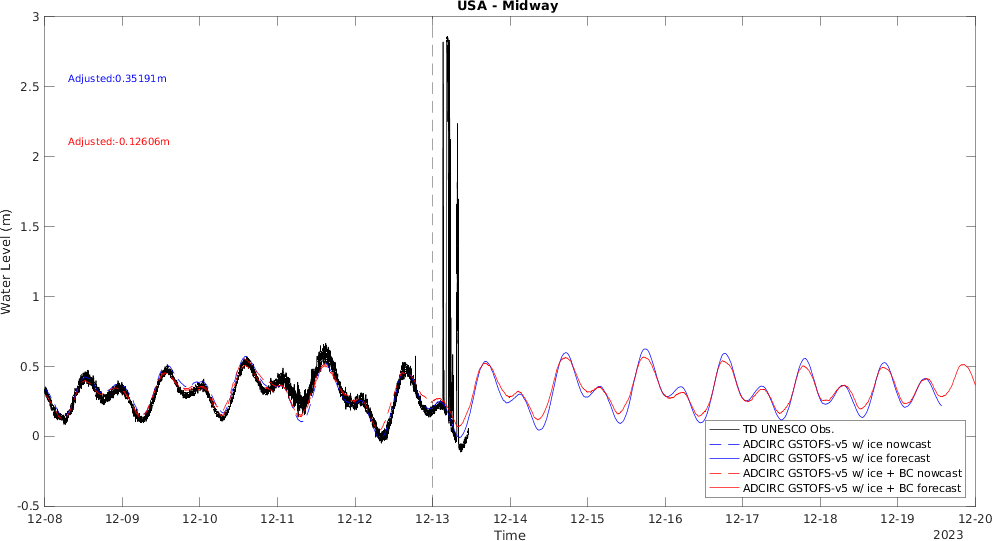 USA - Midway
3
2.5
2
1.5
1
0.5
0
-0.5
Water Level (m)
Adjusted:0.35191m
Adjusted:-0.12606m
TD UNESCO Obs.
ADCIRC GSTOFS-v5 w/ ice nowcast
ADCIRC GSTOFS-v5 w/ ice forecast
ADCIRC GSTOFS-v5 w/ ice + BC nowcast
ADCIRC GSTOFS-v5 w/ ice + BC forecast
12-08 12-09 12-10 12-11 12-12 12-13 12-14 12-15 12-16 12-17 12-18 12-19 12-20
Time
2023